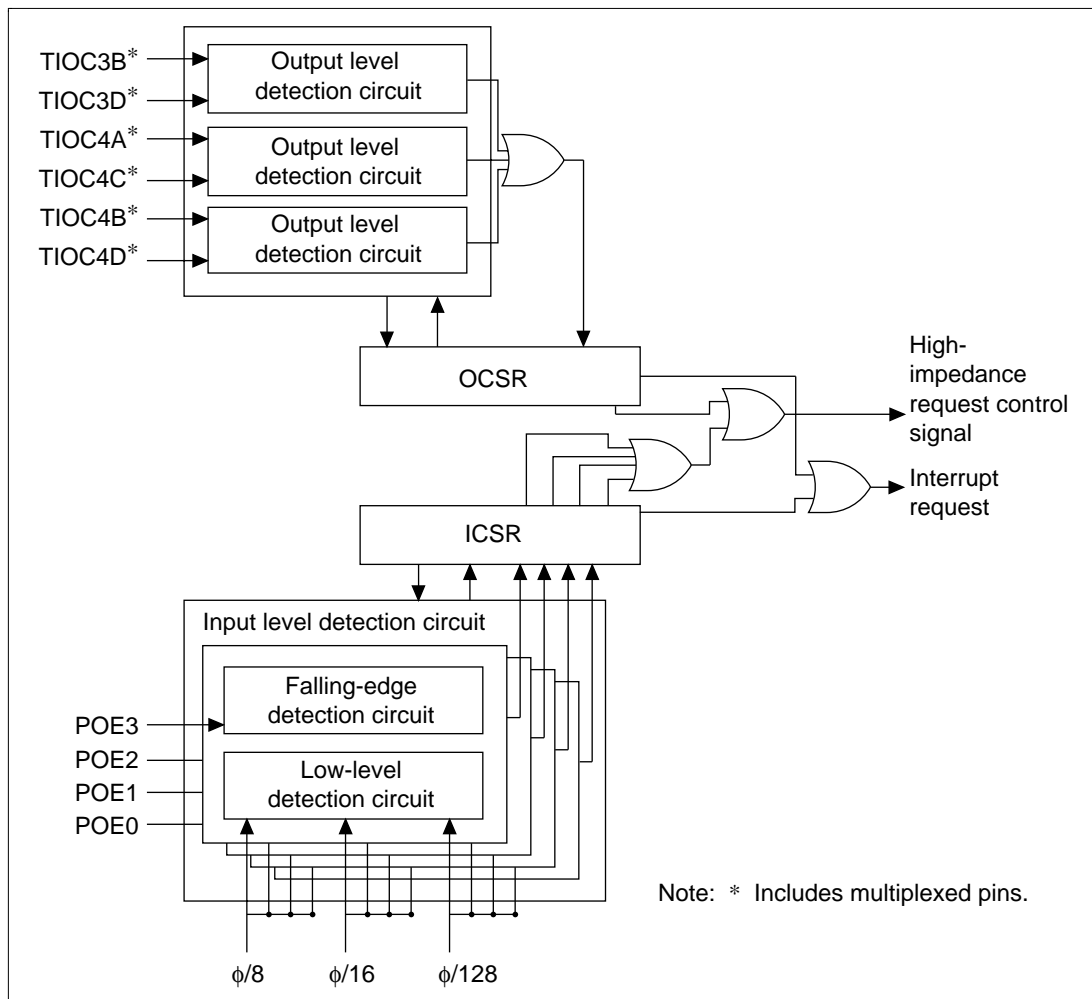 TIOC3B*
TIOC3D*
TIOC4A*
TIOC4C*
TIOC4B*
TIOC4D*
Output level
detection circuit
Output level
detection circuit
Output level
detection circuit
OCSR
High-
impedance
request control
signal
Interrupt
request
ICSR
Input level detection circuit
Falling-edge
detection circuit
Low-level
detection circuit
POE3
POE2
POE1
POE0
Note: * Includes multiplexed pins.
ϕ/8
ϕ/16
ϕ/128